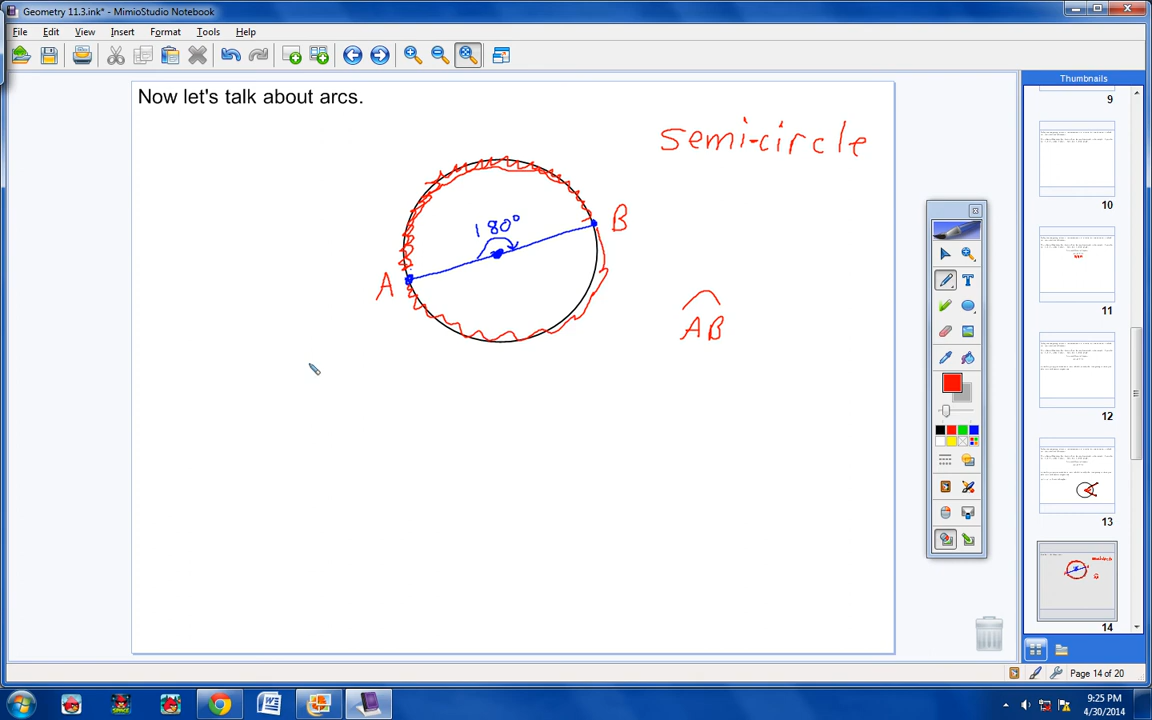 Geometry 11.3.ink* - MimioStudio Notebook
File Edit View Insert Format Tools Help
Now let's talk about arcs.
semi-circle
180°
B
A
AB
Thumbnails
9
10
11
12
13
14
T
Page 14 of 20
9:25 PM
4/30/2014